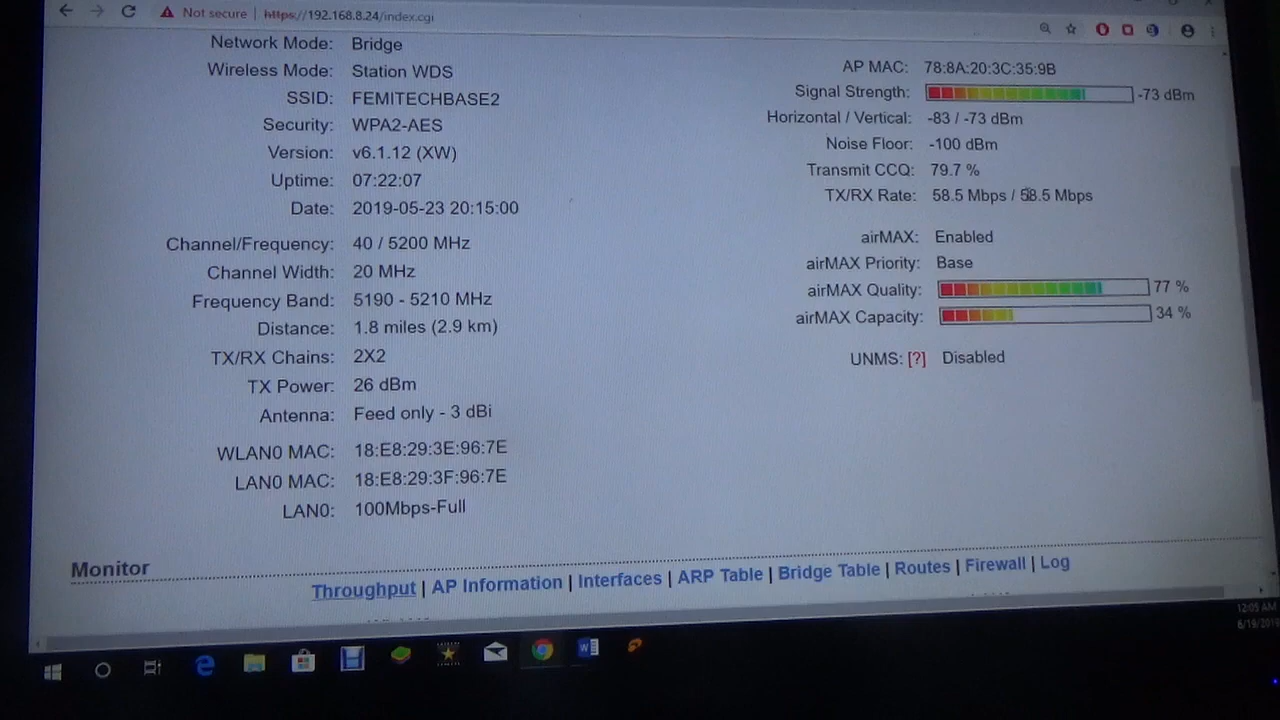 Not secure | https://192.168.8.24/index.cgi
Network Mode: Bridge
Wireless Mode: Station WDS
SSID: FEMITECHBASE2
Security: WPA2-AES
Version: v6.1.12 (XW)
Uptime: 07:22:07
Date: 2019-05-23 20:15:00
Channel/Frequency: 40 / 5200 MHz
Channel Width: 20 MHz
Frequency Band: 5190 - 5210 MHz
Distance: 1.8 miles (2.9 km)
TX/RX Chains: 2X2
TX Power: 26 dBm
Antenna: Feed only - 3 dBi
WLAN0 MAC: 18:E8:29:3E:96:7E
LAN0 MAC: 18:E8:29:3F:96:7E
LAN0: 100Mbps-Full
AP MAC: 78:8A:20:3C:35:9B
Signal Strength: -73 dBm
Horizontal / Vertical: -83 / -73 dBm
Noise Floor: -100 dBm
Transmit CCQ: 79.7 %
TX/RX Rate: 58.5 Mbps / 58.5 Mbps
airMAX: Enabled
airMAX Priority: Base
airMAX Quality: 77 %
airMAX Capacity: 34 %
UNMS: [?] Disabled
Monitor
Throughput | AP Information | Interfaces | ARP Table | Bridge Table | Routes | Firewall | Log
W
12:05 AM